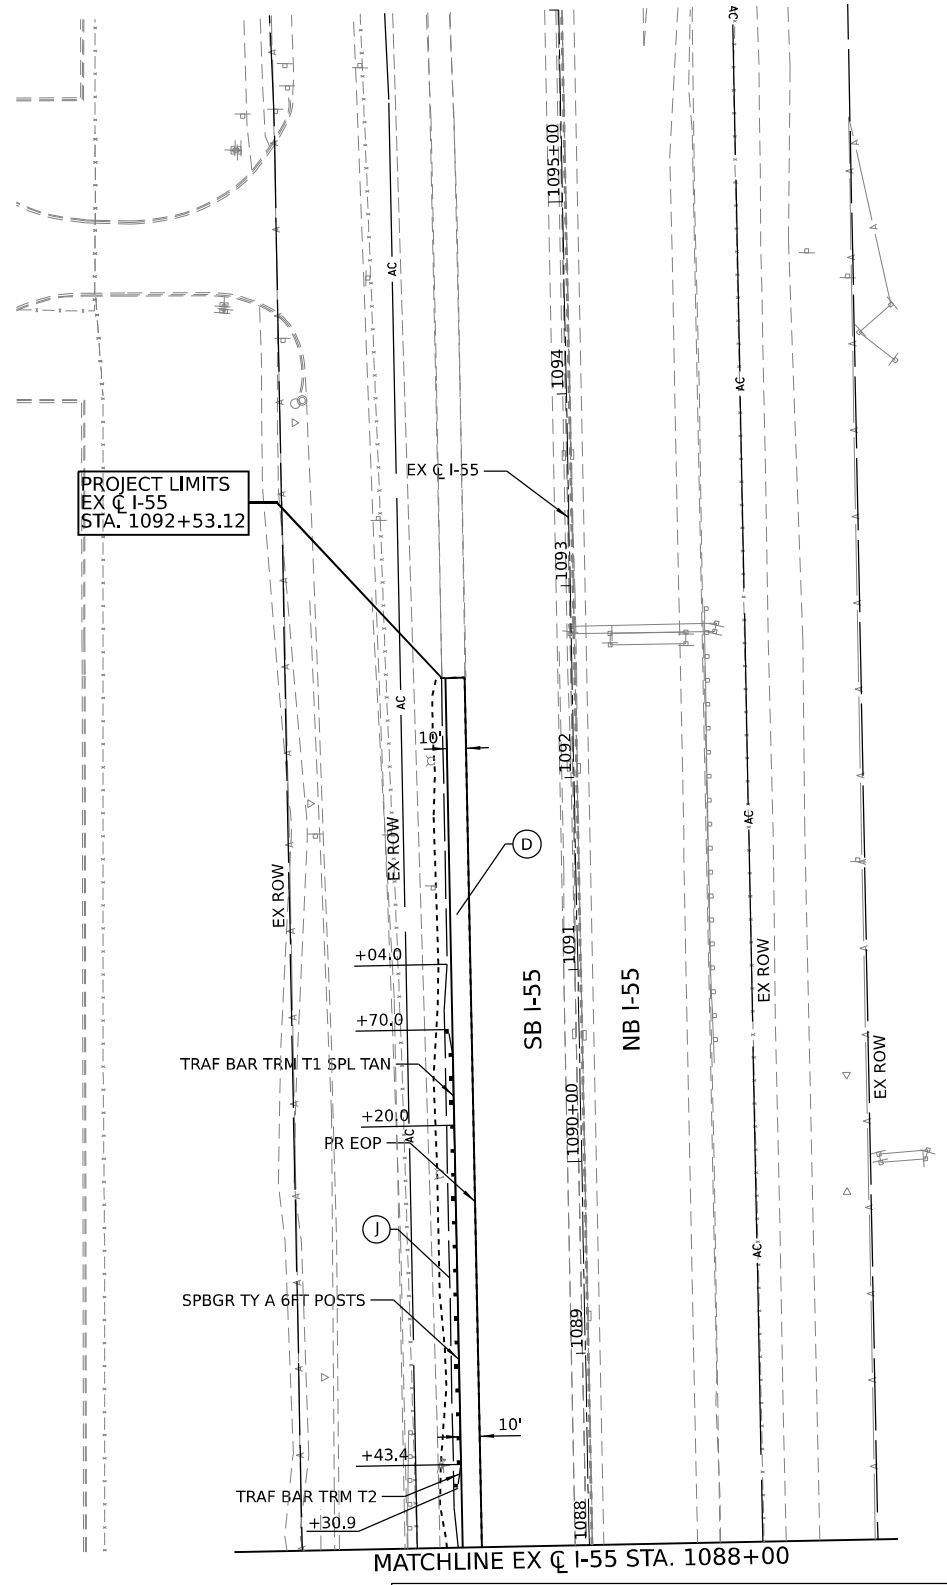 AC
1095+00
AC
1094
AC
EX ℄ I-55
PROJECT LIMITS
EX ℄ I-55
STA. 1092+53.12
1093
AC
10'
1092
AC
D
EX ROW
EX ROW
1091
+04.0
SB I-55
NB I-55
EX ROW
+70.0
TRAF BAR TRM T1 SPL TAN
EX ROW
+20.0
1090+00
AC
PR EOP
J
AC
SPBGR TY A 6FT POSTS
1089
10'
+43.4
TRAF BAR TRM T2
1088
+30.9
MATCHLINE EX ℄ I-55 STA. 1088+00